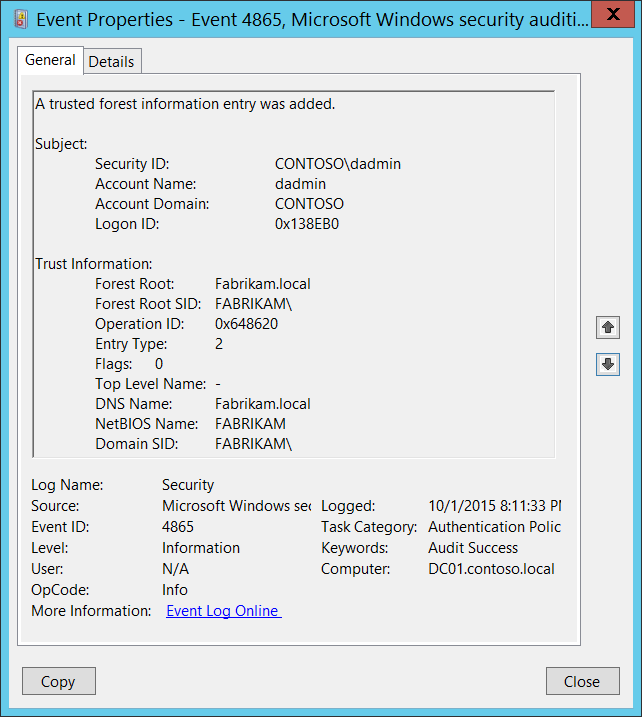 Event Properties - Event 4865, Microsoft Windows security auditi...
X
General
Details
A trusted forest information entry was added.
Subject:
Security ID: CONTOSO\dadmin
Account Name: dadmin
Account Domain: CONTOSO
Logon ID: 0x138EB0
Trust Information:
Forest Root: Fabrikam.local
Forest Root SID: FABRIKAM\
Operation ID: 0x648620
Entry Type: 2
Flags: 0
Top Level Name: -
DNS Name: Fabrikam.local
NetBIOS Name: FABRIKAM
Domain SID: FABRIKAM\
Log Name: Security
Source: Microsoft Windows sec Logged: 10/1/2015 8:11:33 PM
Event ID: 4865 Task Category: Authentication Polic
Level: Information Keywords: Audit Success
User: N/A Computer: DC01.contoso.local
OpCode: Info
More Information: Event Log Online
Copy
Close